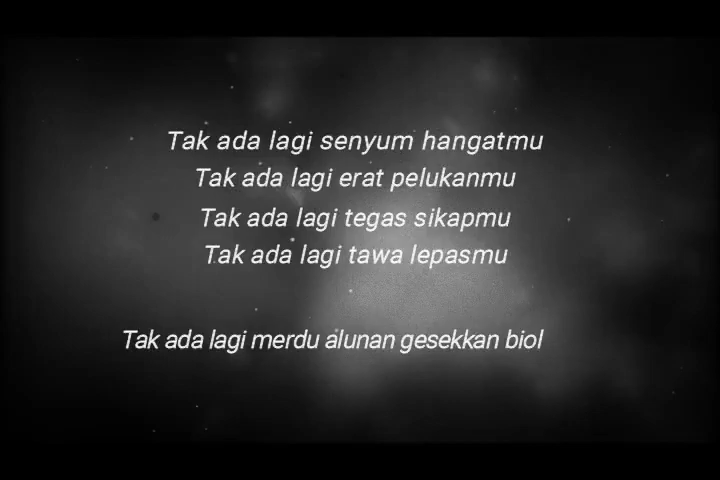 Tak ada lagi senyum hangatmu
Tak ada lagi erat pelukanmu
Tak ada lagi tegas sikapmu
Tak ada lagi tawa lepasmu
Tak ada lagi merdu alunan gesekkan biol